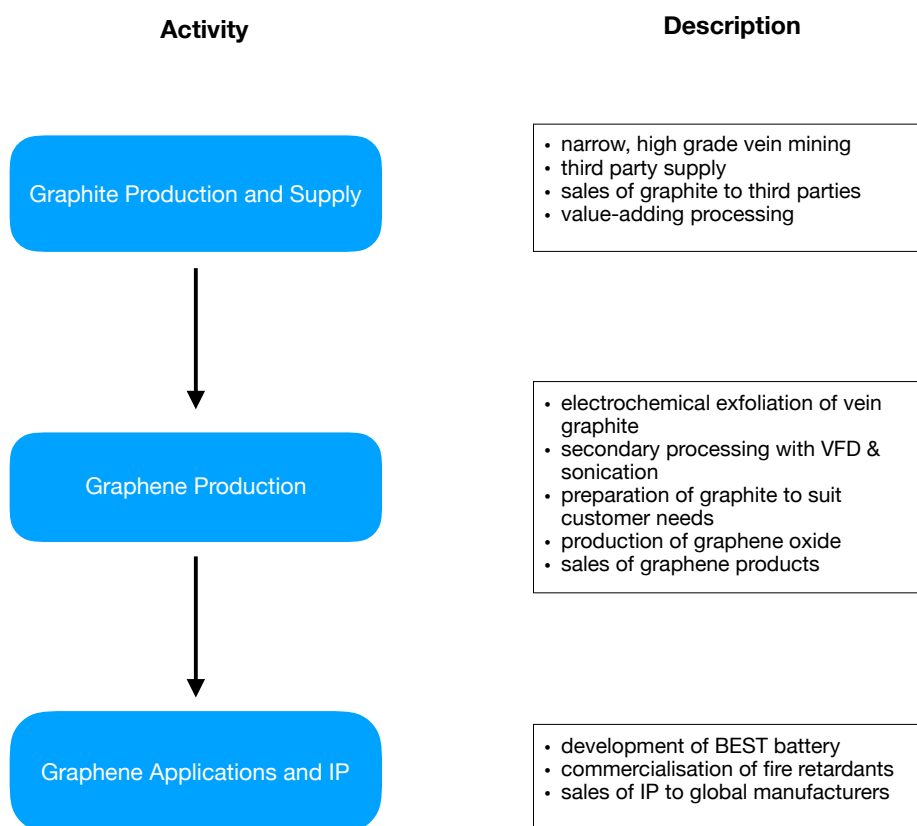 Activity
Description
Graphite Production and Supply
• narrow, high grade vein mining
• third party supply
• sales of graphite to third parties
• value-adding processing
Graphene Production
• electrochemical exfoliation of vein
graphite
• secondary processing with VFD &
sonication
• preparation of graphite to suit
customer needs
• production of graphene oxide
• sales of graphene products
Graphene Applications and IP
• development of BEST battery
• commercialisation of fire retardants
• sales of IP to global manufacturers